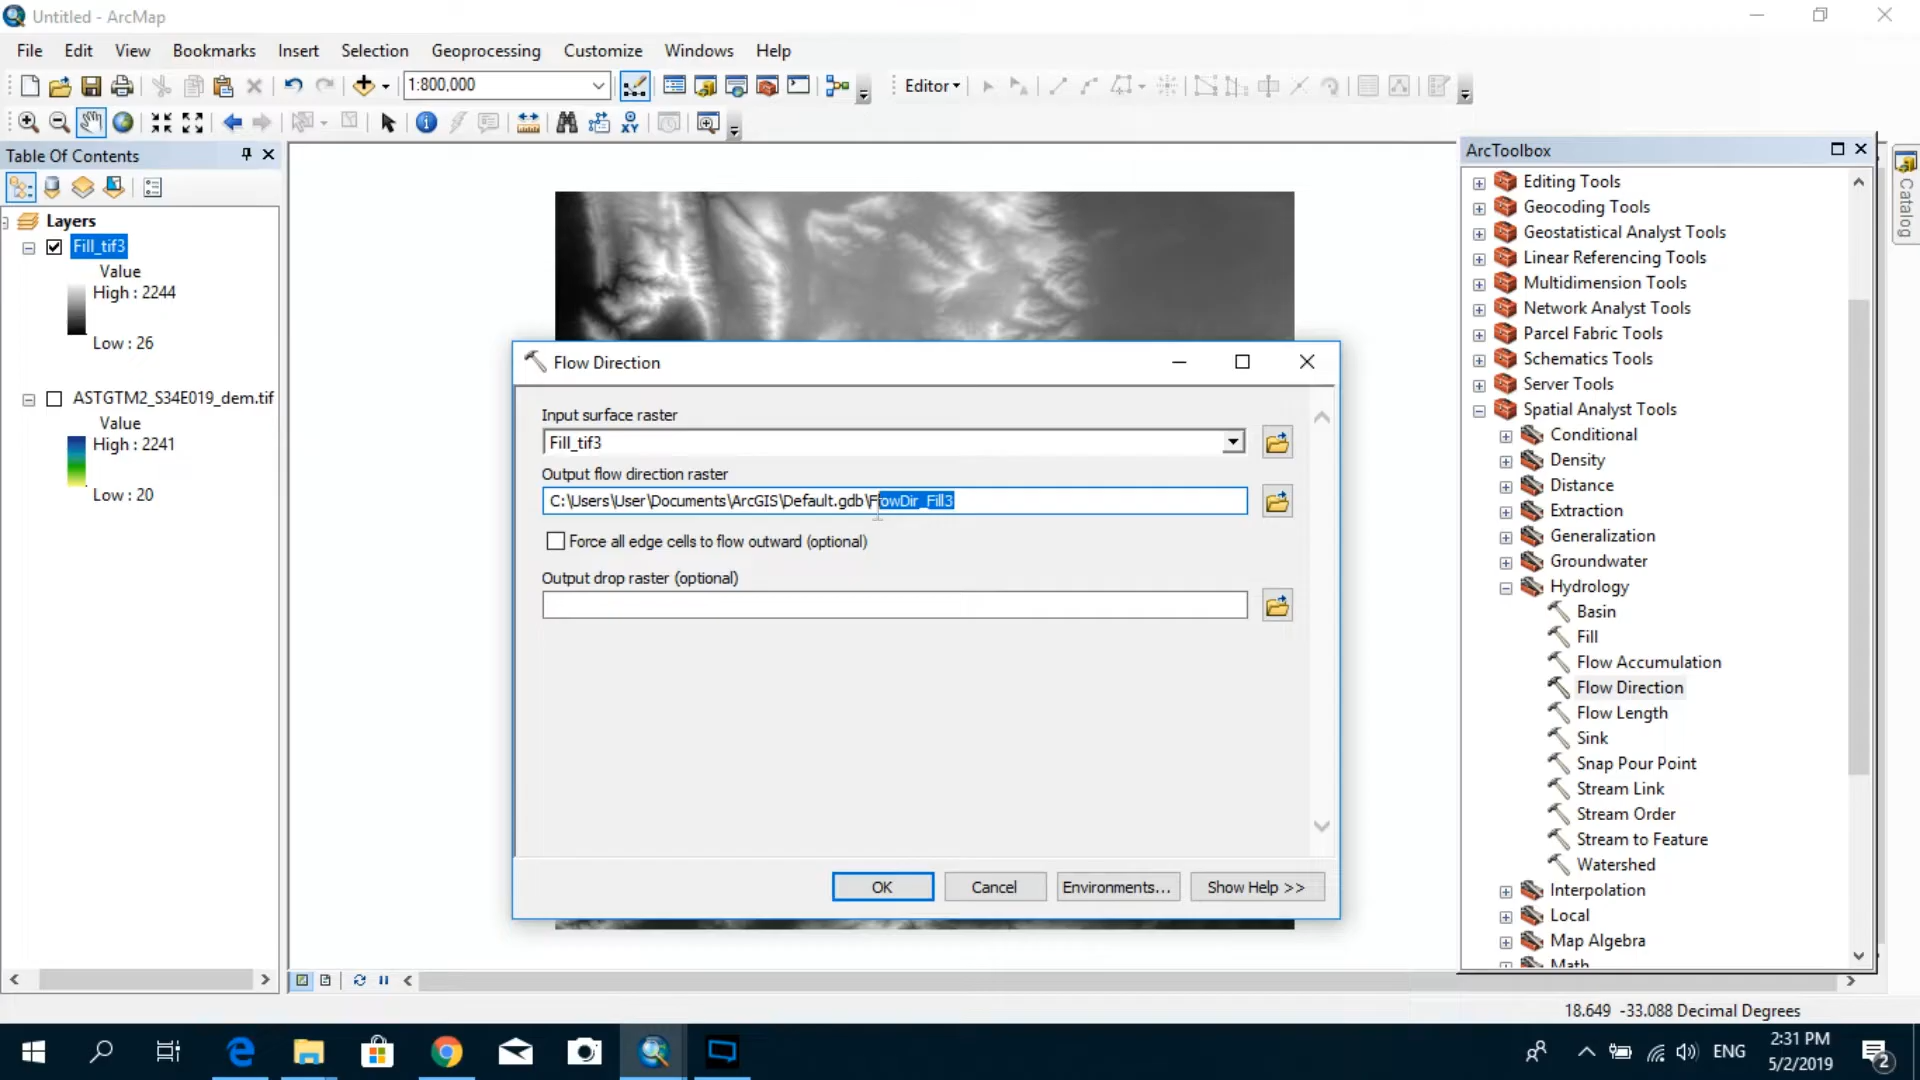 Untitled - ArcMap
File Edit View Bookmarks Insert Selection Geoprocessing Customize Windows Help
1:800,000
Editor
XY
Table Of Contents
Layers
Fill_tif3
Value
High : 2244
Low : 26
ASTGTM2_S34E019_dem.tif
Value
High : 2241
Low : 20
Flow Direction
Input surface raster
Fill_tif3
Output flow direction raster
C:\Users\User\Documents\ArcGIS\Default.gdb\FlowDir_Fill3
Force all edge cells to flow outward (optional)
Output drop raster (optional)
OK Cancel Environments... Show Help >>
ArcToolbox
Editing Tools
Geocoding Tools
Geostatistical Analyst Tools
Linear Referencing Tools
Multidimension Tools
Network Analyst Tools
Parcel Fabric Tools
Schematics Tools
Server Tools
Spatial Analyst Tools
Conditional
Density
Distance
Extraction
Generalization
Groundwater
Hydrology
Basin
Fill
Flow Accumulation
Flow Direction
Flow Length
Sink
Snap Pour Point
Stream Link
Stream Order
Stream to Feature
Watershed
Interpolation
Local
Map Algebra
Math
Catalog
18.649 -33.088 Decimal Degrees
ENG
2:31 PM
5/2/2019
2